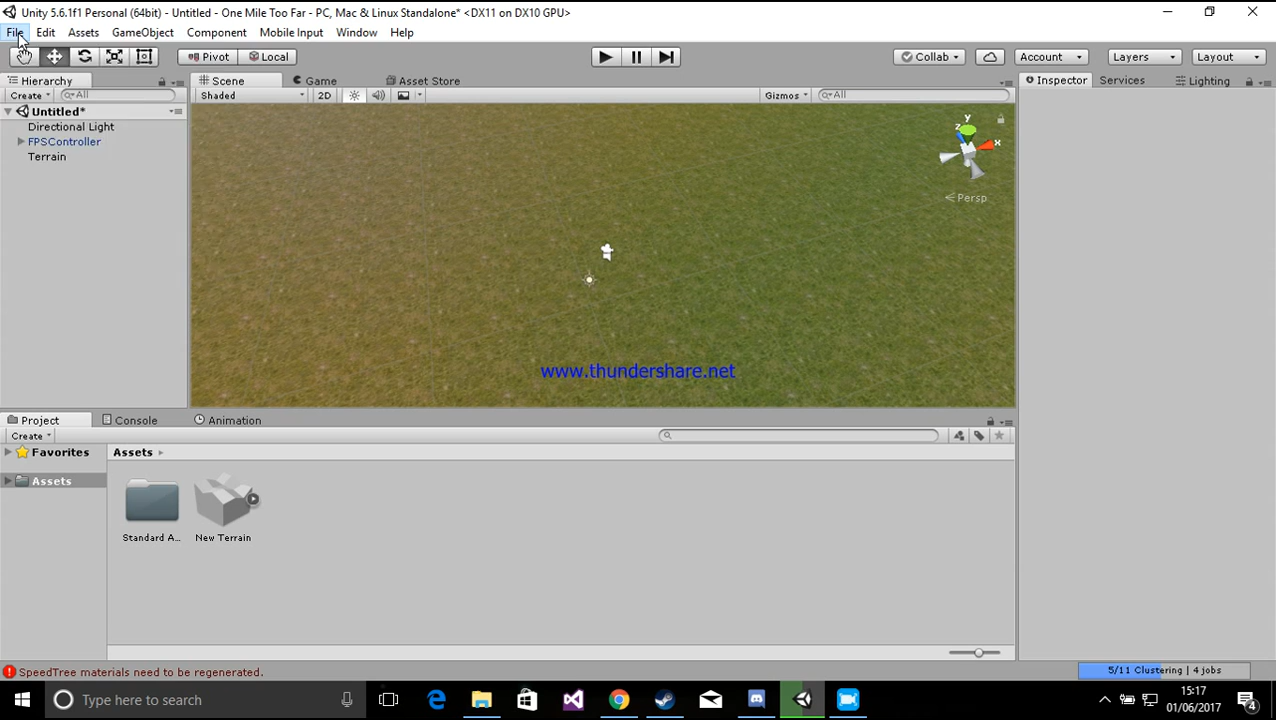 Unity 5.6.1f1 Personal (64bit) - Untitled - One Mile Too Far - PC, Mac & Linux Standalone* <DX11 on DX10 GPU>
File Edit Assets GameObject Component Mobile Input Window Help
Pivot Local Collab Account Layers Layout
Hierarchy Scene Game Asset Store Inspector Services Lighting
Create All Shaded 2D Gizmos All
Untitled*
Directional Light
FPSController
Terrain
y
z
x
Persp
www.thundershare.net
Project Console Animation
Create
Favorites Assets
Assets
Standard A... New Terrain
SpeedTree materials need to be regenerated. 5/11 Clustering | 4 jobs
Type here to search
15:17
01/06/2017
4